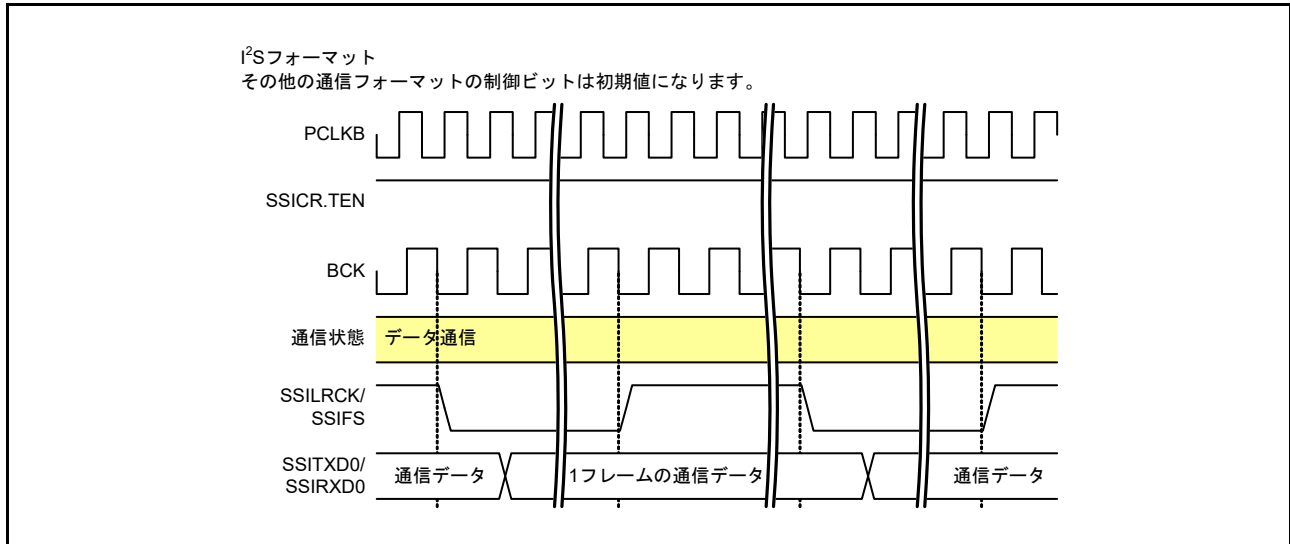 I²Sフォーマット
その他の通信フォーマットの制御ビットは初期値になります。
PCLKB
SSICR.TEN
BCK
通信状態 データ通信
SSILRCK/
SSIFS
SSITXD0/
SSIRXD0
通信データ 1フレームの通信データ 通信データ